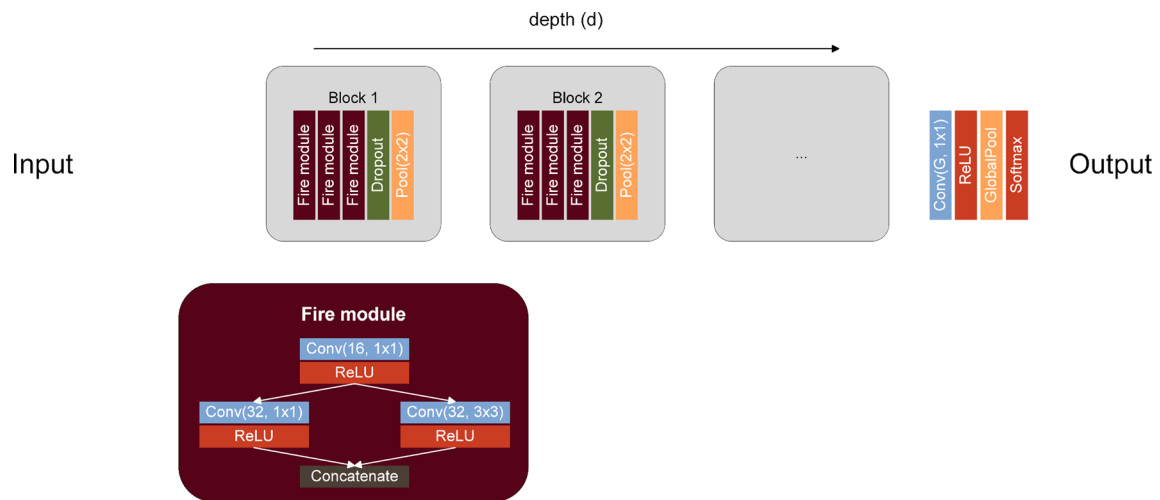 depth (d)
Input
Block 1
Fire module
Fire module
Fire module
Dropout
Pool(2x2)
Block 2
Fire module
Fire module
Fire module
Dropout
Pool(2x2)
...
Conv(G, 1x1)
ReLU
GlobalPool
Softmax
Output
Fire module
Conv(16, 1x1)
ReLU
Conv(32, 1x1)
ReLU
Conv(32, 3x3)
ReLU
Concatenate